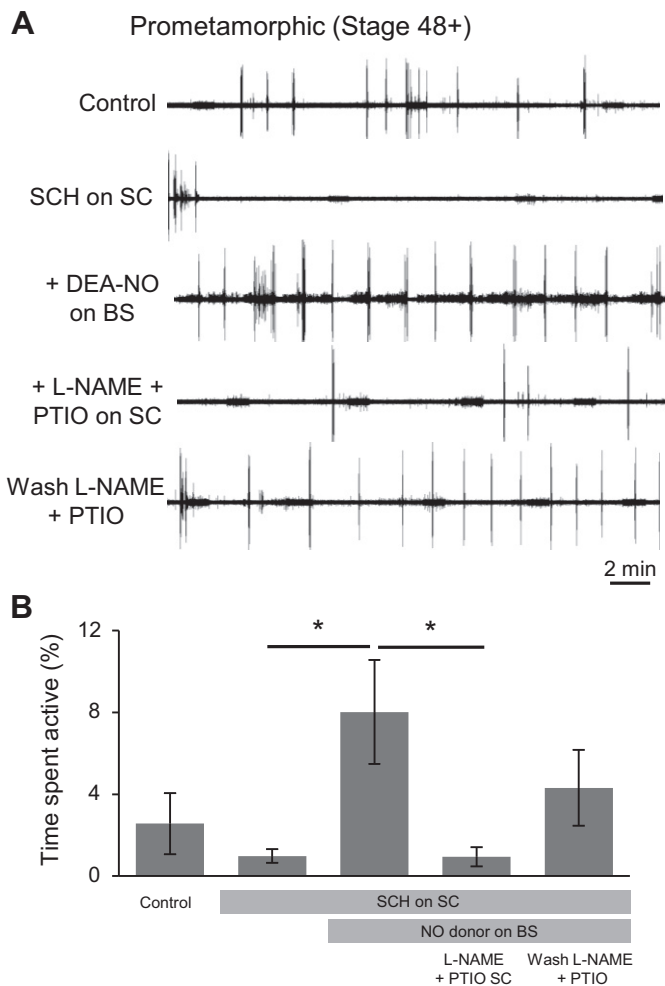 A
Prometamorphic (Stage 48+)
Control
SCH on SC
+ DEA-NO
on BS
+ L-NAME +
PTIO on SC
Wash L-NAME
+ PTIO
2 min
B
Time spent active (%)
12
8
4
0
*
*
Control
SCH on SC
NO donor on BS
L-NAME
+ PTIO SC
Wash L-NAME
+ PTIO